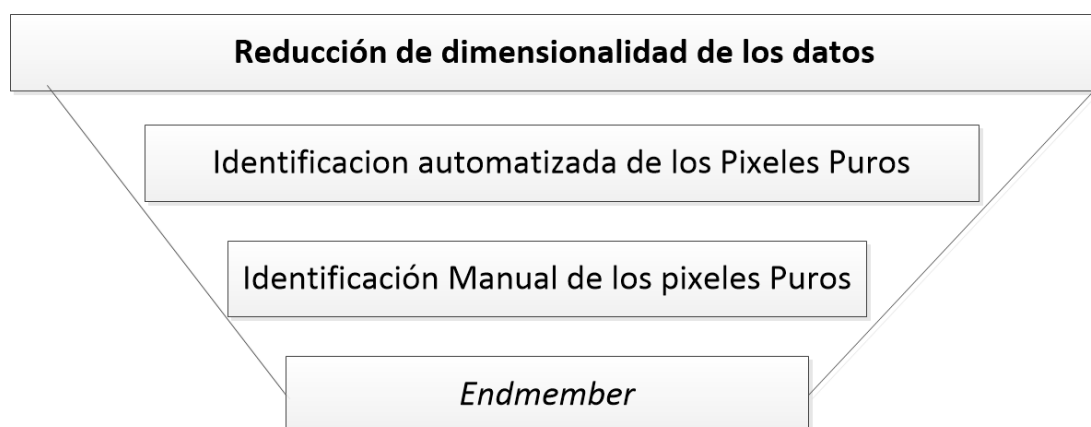 Reducción de dimensionalidad de los datos
Identificacion automatizada de los Pixeles Puros
Identificación Manual de los pixeles Puros
Endmember